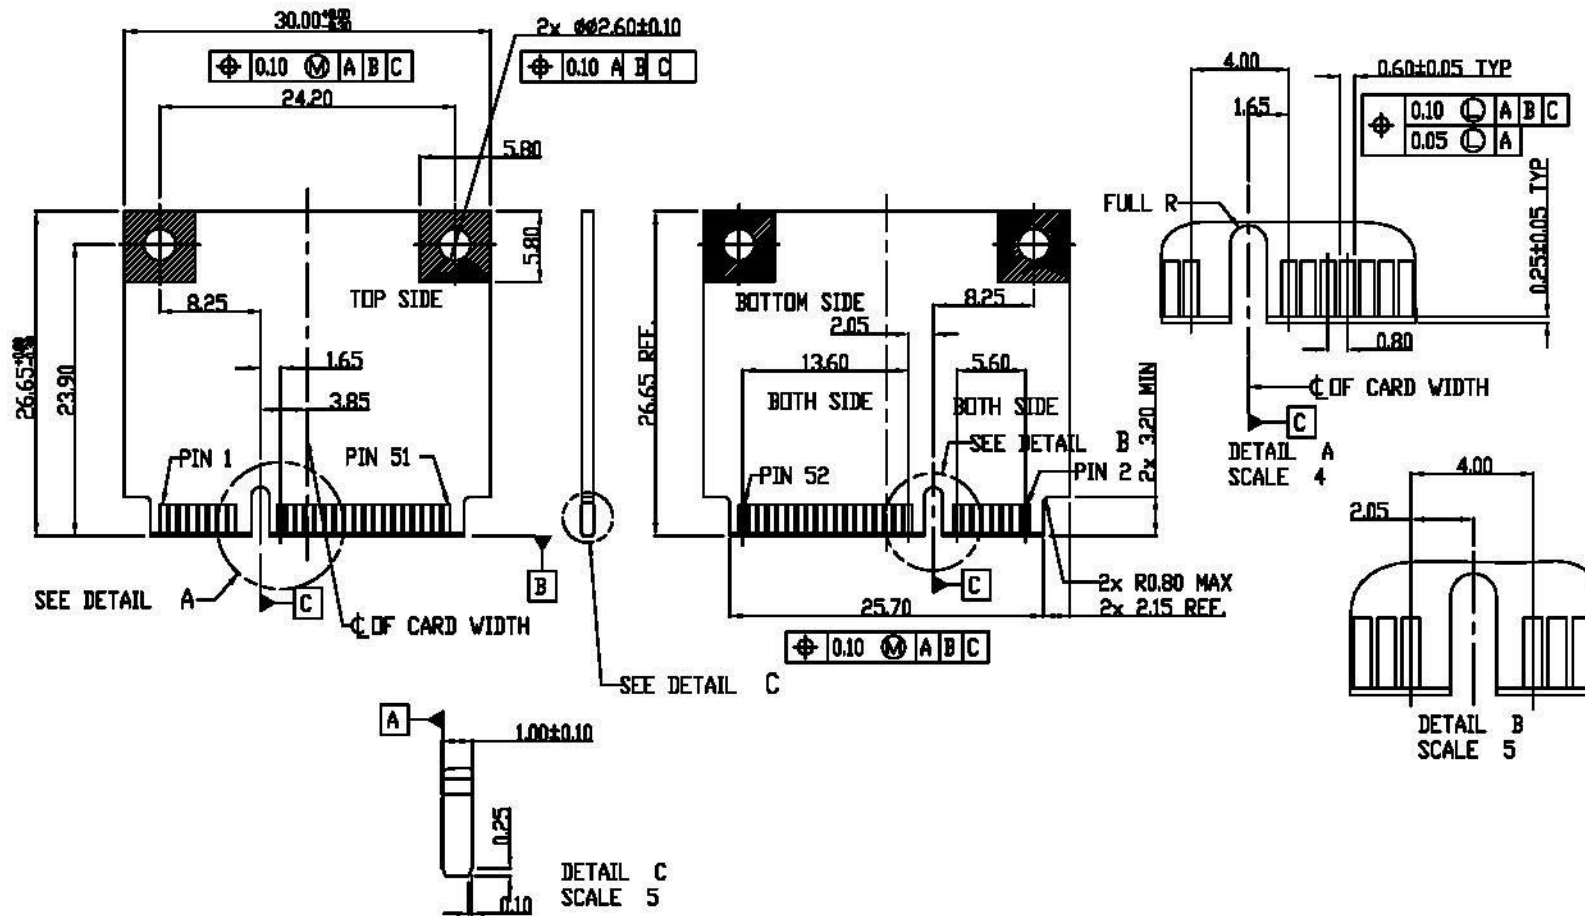 30.00+0.00-0.30
0.10 Ⓜ A B C
24.20
2x ØØ2.60±0.10
0.10 A B C
5.80
5.80
TOP SIDE
8.25
1.65
3.85
26.65
23.90
PIN 1
PIN 51
SEE DETAIL A
C
℄ OF CARD WIDTH
B
SEE DETAIL C
BOTTOM SIDE
8.25
2.05
13.60
5.60
BOTH SIDE
BOTH SIDE
26.65 REF.
SEE DETAIL B
PIN 52
PIN 2
2x 3.20 MIN
C
2x R0.80 MAX
25.70
2x 2.15 REF.
0.10 Ⓜ A B C
4.00
0.60±0.05 TYP
1.65
0.10 Ⓛ A B C
0.05 Ⓛ A
FULL R
0.25±0.05 TYP
0.80
℄ OF CARD WIDTH
C
DETAIL A
SCALE 4
4.00
2.05
DETAIL B
SCALE 5
A
1.00±0.10
0.25
0.10
DETAIL C
SCALE 5